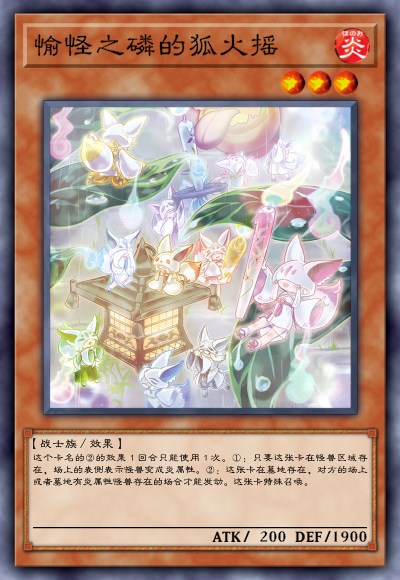 愉怪之磷的狐火摇
ほのお
炎
【战士族/效果】
这个卡名的②的效果1回合只能使用1次。①:只要这张卡在怪兽区域存
在,场上的表侧表示怪兽变成炎属性。②:这张卡在墓地存在,对方的场上
或者墓地有炎属性怪兽存在的场合才能发动。这张卡特殊召唤。
ATK/ 200 DEF/1900